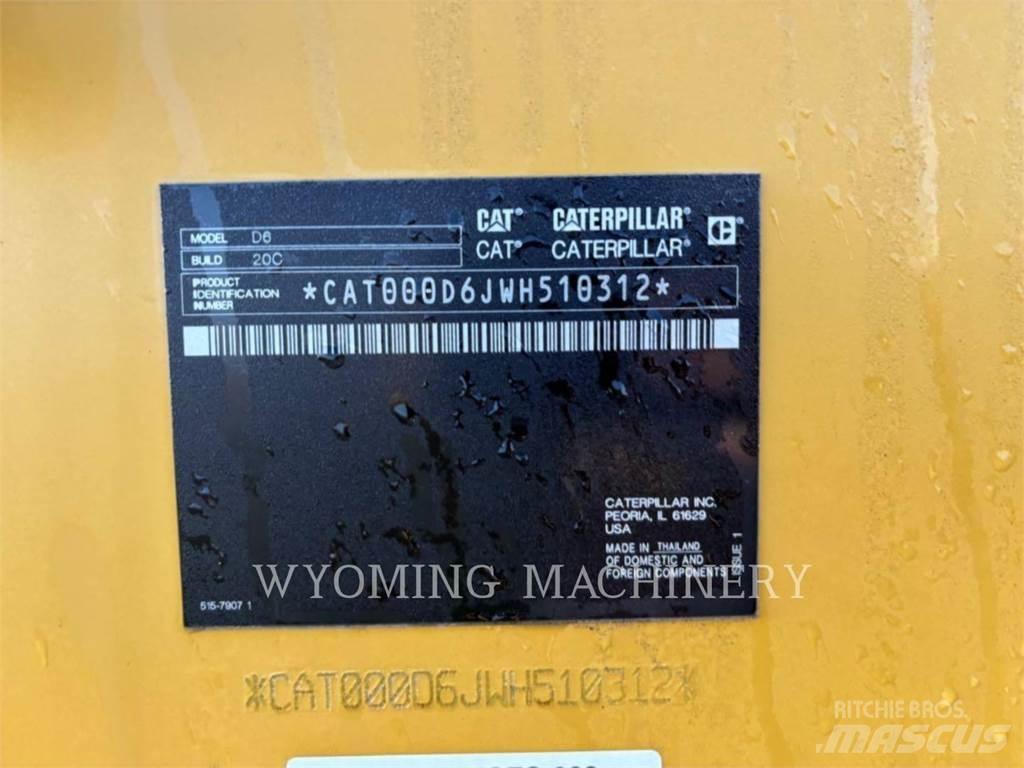 CAT® CATERPILLAR®
CAT® CATERPILLAR®
MODEL D6
BUILD 20C
PRODUCT
IDENTIFICATION
NUMBER
*CAT000D6JWH510312*
CATERPILLAR INC.
PEORIA, IL 61629
USA
MADE IN THAILAND
OF DOMESTIC AND
FOREIGN COMPONENTS
ISSUE 1
515-7907 1
WYOMING MACHINERY
*CAT000D6JWH510312*
RITCHIE BROS.
MASCUS